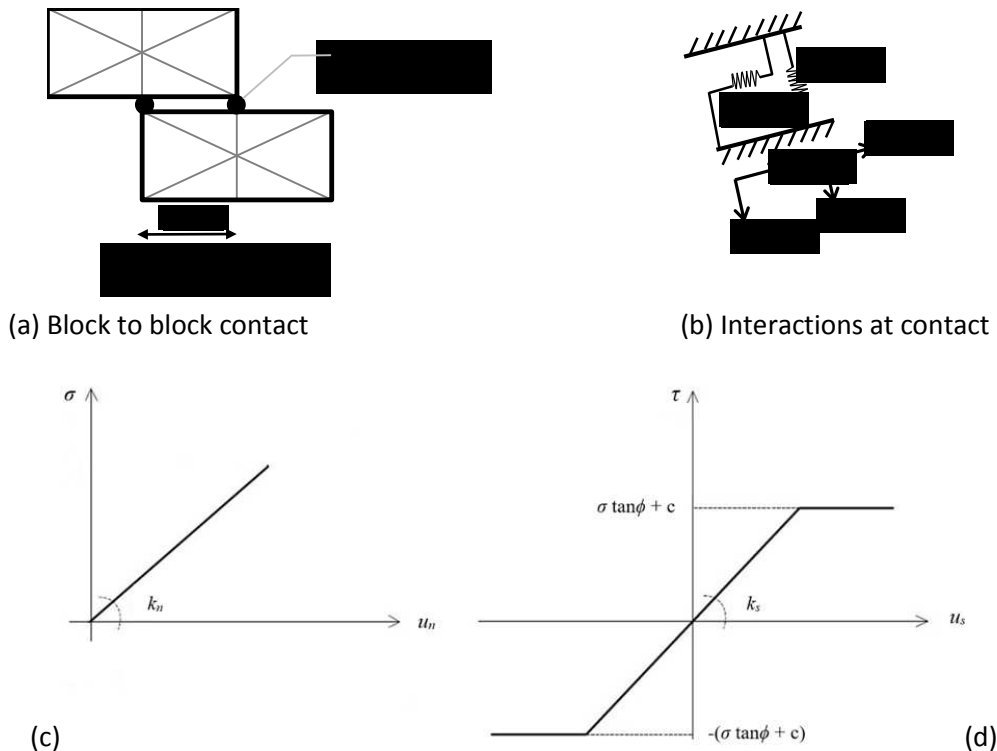 (a) Block to block contact
(b) Interactions at contact
σ
k_n
u_n
(c)
τ
σ tanϕ + c
k_s
u_s
-(σ tanϕ + c)
(d)